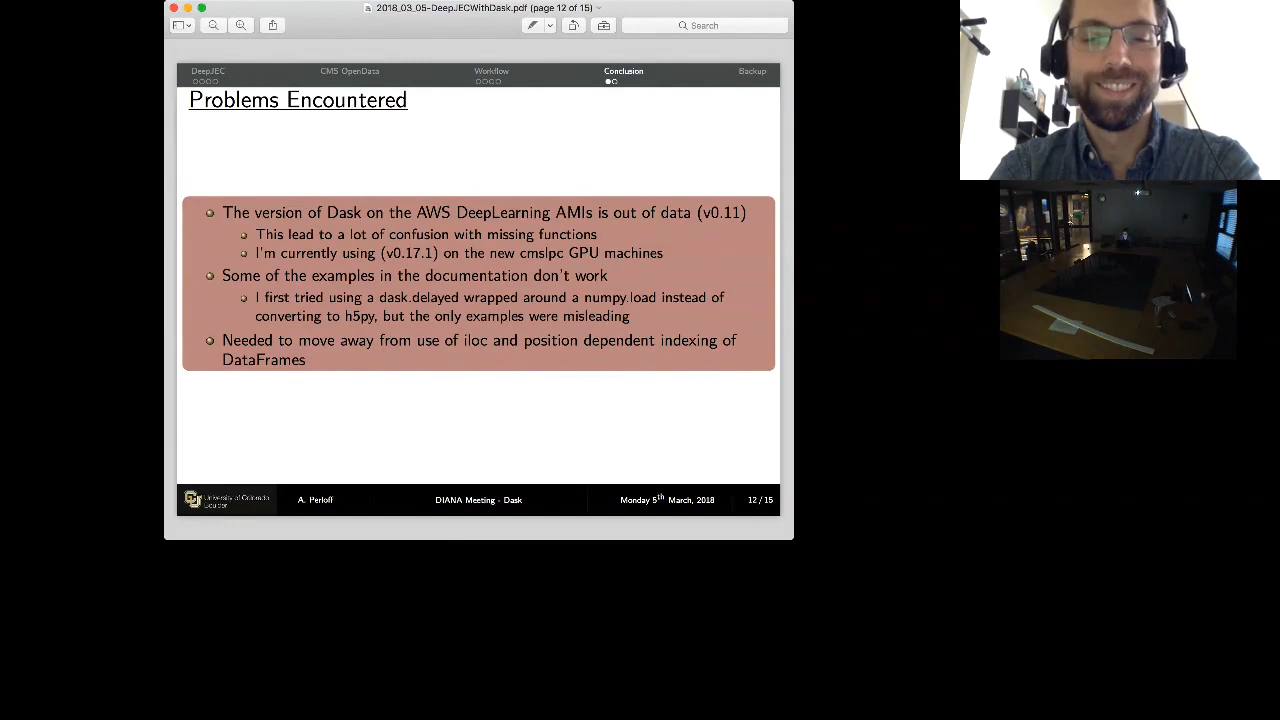 2018_03_05-DeepJECWithDask.pdf (page 12 of 15)
Search
DeepJEC CMS OpenData Workflow Conclusion Backup
Problems Encountered
The version of Dask on the AWS DeepLearning AMIs is out of data (v0.11)
This lead to a lot of confusion with missing functions
I'm currently using (v0.17.1) on the new cmslpc GPU machines
Some of the examples in the documentation don't work
I first tried using a dask.delayed wrapped around a numpy.load instead of
converting to h5py, but the only examples were misleading
Needed to move away from use of iloc and position dependent indexing of
DataFrames
University of Colorado
Boulder
A. Perloff DIANA Meeting - Dask Monday 5th March, 2018 12 / 15